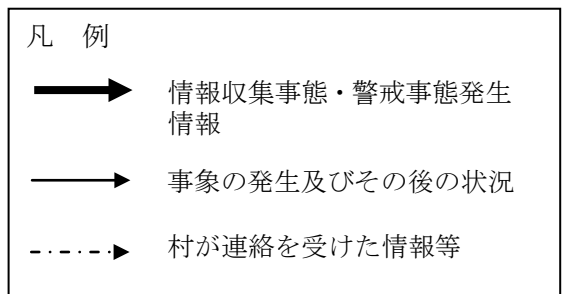 凡　例
情報収集事態・警戒事態発生
情報
事象の発生及びその後の状況
村が連絡を受けた情報等